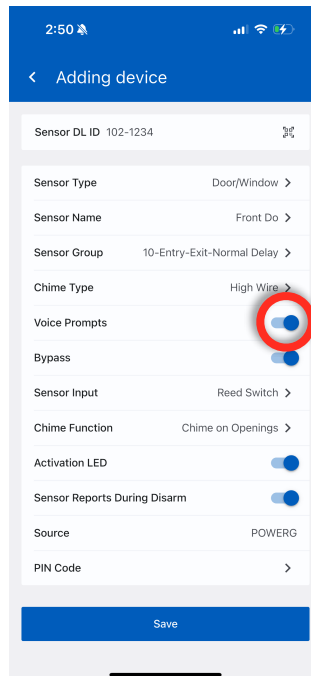 2:50
Adding device
Sensor DL ID 102-1234
Sensor Type Door/Window
Sensor Name Front Do
Sensor Group 10-Entry-Exit-Normal Delay
Chime Type High Wire
Voice Prompts
Bypass
Sensor Input Reed Switch
Chime Function Chime on Openings
Activation LED
Sensor Reports During Disarm
Source POWERG
PIN Code
Save